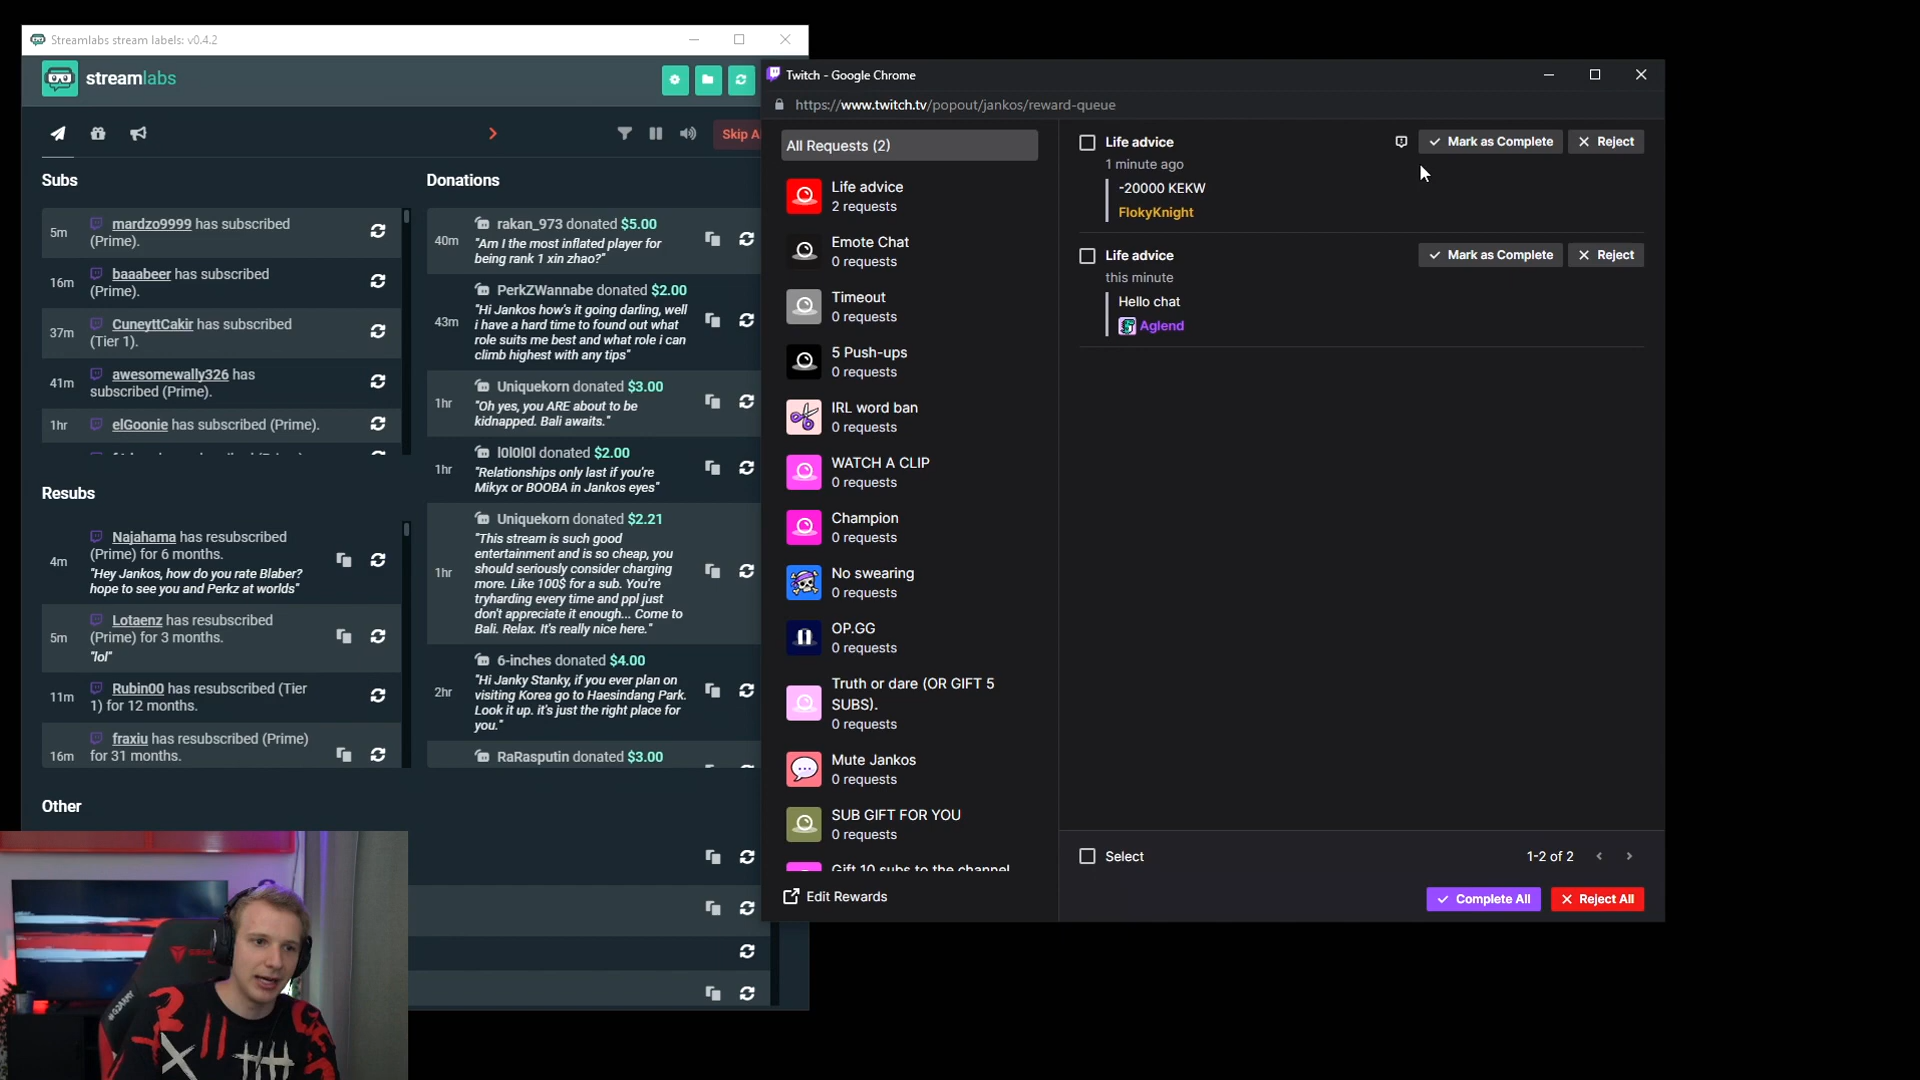 Streamlabs stream labels: v0.4.2
streamlabs
Skip A
Subs
5m
mardzo9999 has subscribed
(Prime).
16m
baaabeer has subscribed
(Prime).
37m
CuneyttCakir has subscribed
(Tier 1).
41m
awesomewally326 has
subscribed (Prime).
1hr
elGoonie has subscribed (Prime).
Resubs
4m
Najahama has resubscribed
(Prime) for 6 months.
"Hey Jankos, how do you rate Blaber?
hope to see you and Perkz at worlds"
5m
Lotaenz has resubscribed
(Prime) for 3 months.
"lol"
11m
Rubin00 has resubscribed (Tier
1) for 12 months.
16m
fraxiu has resubscribed (Prime)
for 31 months.
Other
Donations
40m
rakan_973 donated $5.00
"Am I the most inflated player for
being rank 1 xin zhao?"
43m
PerkZWannabe donated $2.00
"Hi Jankos how's it going darling, well
i have a hard time to found out what
role suits me best and what role i can
climb highest with any tips"
1hr
Uniquekorn donated $3.00
"Oh yes, you ARE about to be
kidnapped. Bali awaits."
1hr
l0l0l0l donated $2.00
"Relationships only last if you're
Mikyx or BOOBA in Jankos eyes"
1hr
Uniquekorn donated $2.21
"This stream is such good
entertainment and is so cheap, you
should seriously consider charging
more. Like 100$ for a sub. You're
tryharding every time and ppl just
don't appreciate it enough... Come to
Bali. Relax. It's really nice here."
2hr
6-inches donated $4.00
"Hi Janky Stanky, if you ever plan on
visiting Korea go to Haesindang Park.
Look it up. it's just the right place for
you."
RaRasputin donated $3.00
Twitch - Google Chrome
https://www.twitch.tv/popout/jankos/reward-queue
All Requests (2)
Life advice
2 requests
Emote Chat
0 requests
Timeout
0 requests
5 Push-ups
0 requests
IRL word ban
0 requests
WATCH A CLIP
0 requests
Champion
0 requests
No swearing
0 requests
OP.GG
0 requests
Truth or dare (OR GIFT 5
SUBS).
0 requests
Mute Jankos
0 requests
SUB GIFT FOR YOU
0 requests
Gift 10 subs to the channel
Edit Rewards
Life advice
Mark as Complete
Reject
1 minute ago
-20000 KEKW
FlokyKnight
Life advice
Mark as Complete
Reject
this minute
Hello chat
Aglend
Select
1-2 of 2
Complete All
Reject All